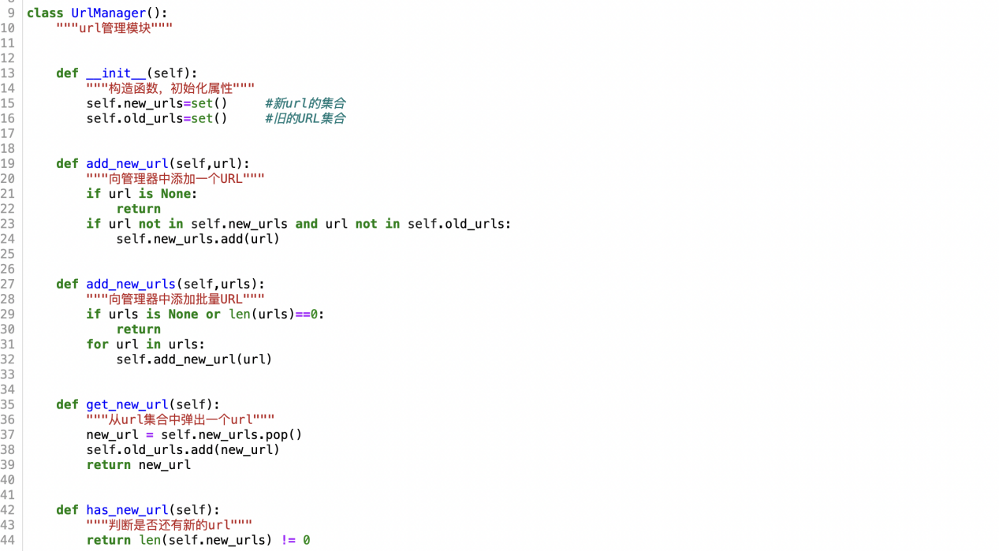 9 class UrlManager():
10     """url管理模块"""
11
12
13     def __init__(self):
14         """构造函数，初始化属性"""
15         self.new_urls=set()     #新url的集合
16         self.old_urls=set()     #旧的URL集合
17
18
19     def add_new_url(self,url):
20         """向管理器中添加一个URL"""
21         if url is None:
22             return
23         if url not in self.new_urls and url not in self.old_urls:
24             self.new_urls.add(url)
25
26
27     def add_new_urls(self,urls):
28         """向管理器中添加批量URL"""
29         if urls is None or len(urls)==0:
30             return
31         for url in urls:
32             self.add_new_url(url)
33
34
35     def get_new_url(self):
36         """从url集合中弹出一个url"""
37         new_url = self.new_urls.pop()
38         self.old_urls.add(new_url)
39         return new_url
40
41
42     def has_new_url(self):
43         """判断是否还有新的url"""
44         return len(self.new_urls) != 0